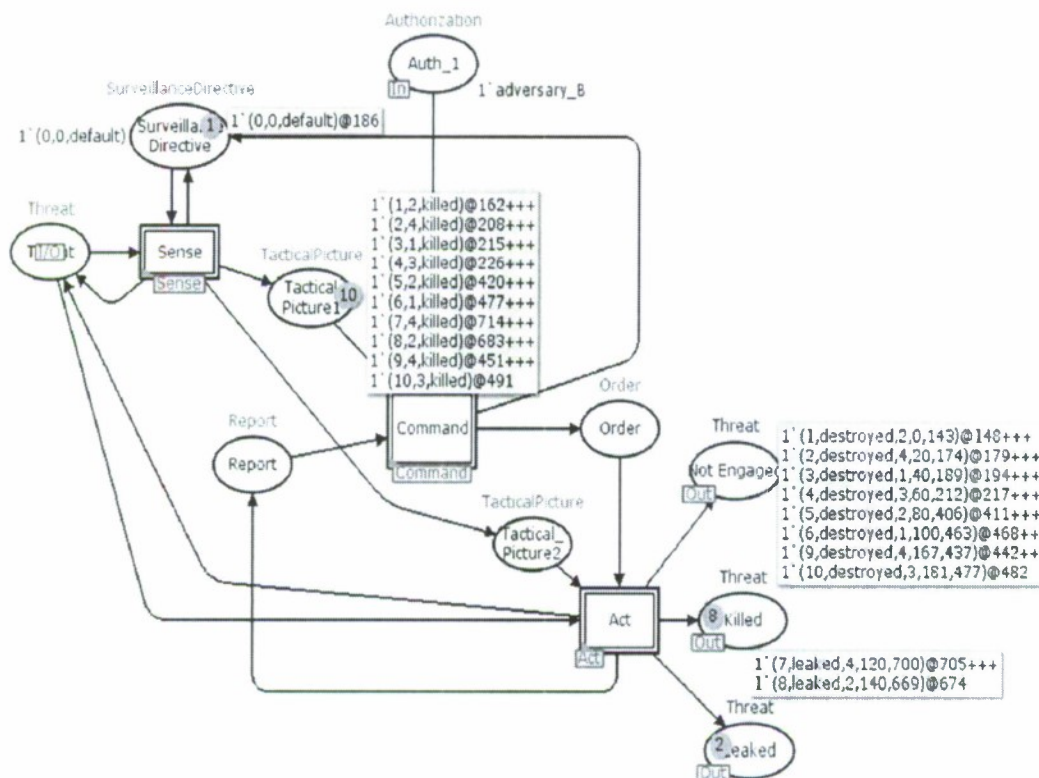 Authorization
Auth_1
In
1`adversary_B
SurveillanceDirective
1`(0,0,default)
Directive
1
1`(0,0,default)@186
Threat
I/O
Sense
Sense
TacticalPicture
Tactical
Picture1
10
1`(1,2,killed)@162+++
1`(2,4,killed)@208+++
1`(3,1,killed)@215+++
1`(4,3,killed)@226+++
1`(5,2,killed)@420+++
1`(6,1,killed)@477+++
1`(7,4,killed)@714+++
1`(8,2,killed)@683+++
1`(9,4,killed)@451+++
1`(10,3,killed)@491
Command
Command
Report
Report
Order
Order
TacticalPicture
Tactical_
Picture2
Threat
Not
Out
1`(1,destroyed,2,0,143)@148+++
1`(2,destroyed,4,20,174)@179+++
1`(3,destroyed,1,40,189)@194+++
1`(4,destroyed,3,60,212)@217+++
1`(5,destroyed,2,80,406)@411+++
1`(6,destroyed,1,100,463)@468++
1`(9,destroyed,4,167,437)@442++
1`(10,destroyed,3,181,477)@482
Act
Act
Threat
8
Killed
Out
1`(7,leaked,4,120,700)@705+++
1`(8,leaked,2,140,669)@674
Threat
2
Leaked
Out